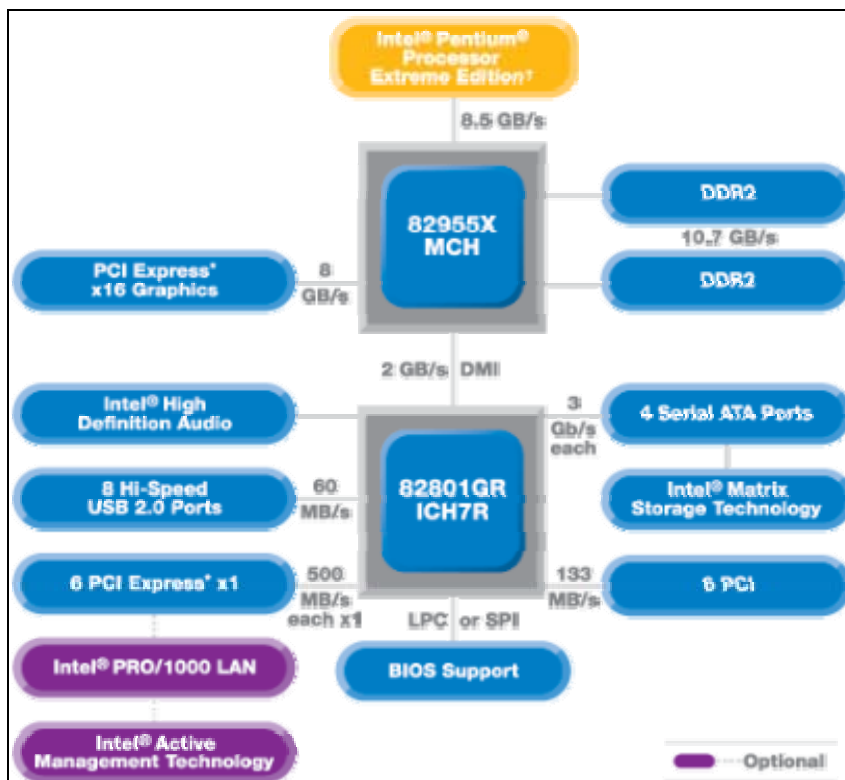 Intel® Pentium®
Processor
Extreme Edition†
8.5 GB/s
82955X
MCH
DDR2
10.7 GB/s
DDR2
PCI Express*
x16 Graphics
8
GB/s
2 GB/s DMI
Intel® High
Definition Audio
3
Gb/s
each
4 Serial ATA Ports
8 Hi-Speed
USB 2.0 Ports
60
MB/s
82801GR
ICH7R
Intel® Matrix
Storage Technology
6 PCI Express* x1
500
MB/s
each x1
133
MB/s
6 PCI
LPC or SPI
BIOS Support
Intel® PRO/1000 LAN
Intel® Active
Management Technology
Optional